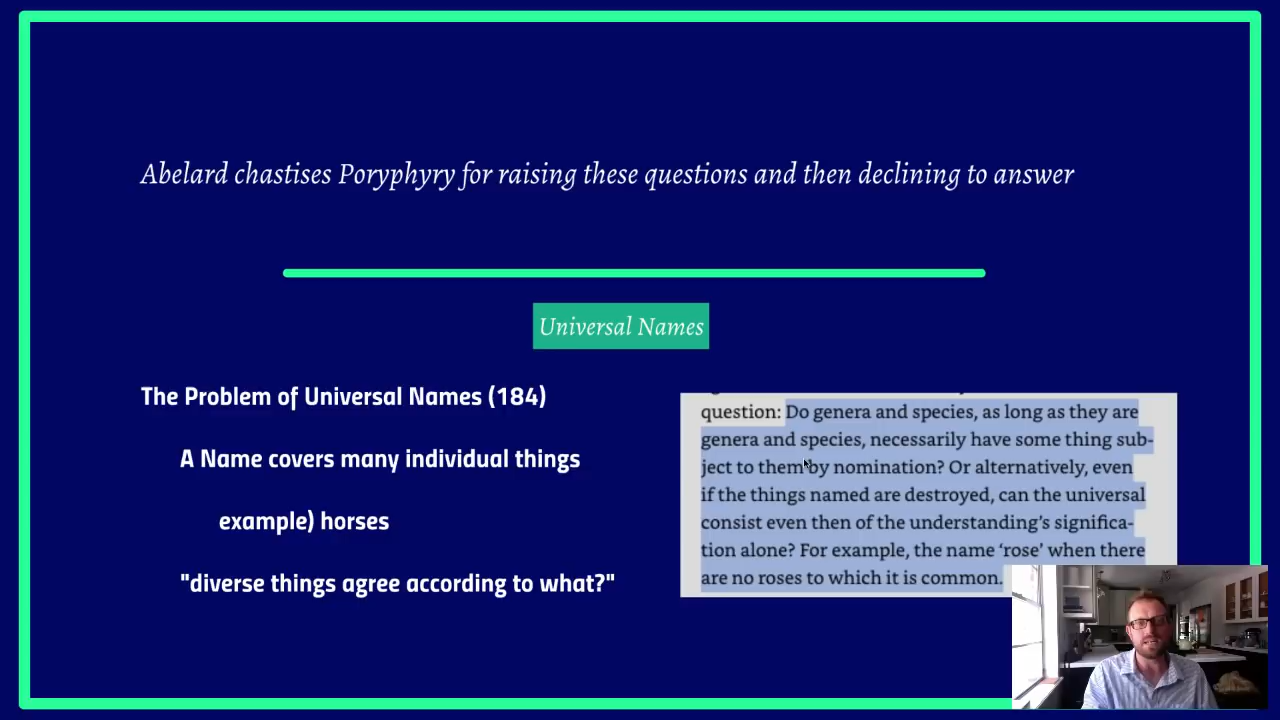 Abelard chastises Poryphyry for raising these questions and then declining to answer
Universal Names
The Problem of Universal Names (184)
A Name covers many individual things
example) horses
"diverse things agree according to what?"
question: Do genera and species, as long as they are
genera and species, necessarily have some thing sub-
ject to them by nomination? Or alternatively, even
if the things named are destroyed, can the universal
consist even then of the understanding's significa-
tion alone? For example, the name ‘rose’ when there
are no roses to which it is common.